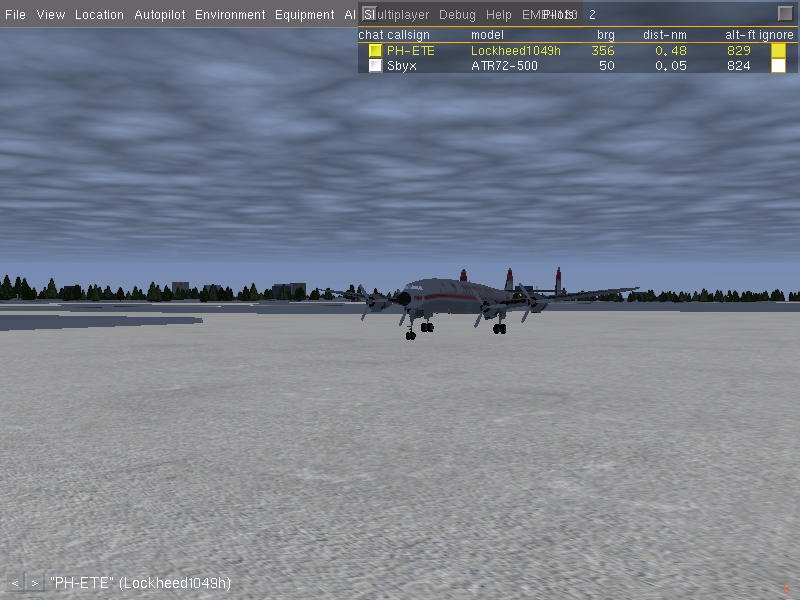 File View Location Autopilot Environment Equipment AI Multiplayer Debug Help Pilots: 2
chat callsign model brg dist-nm alt-ft ignore
PH-ETE Lockheed1049h 356 0.48 829
Sbyx ATR72-500 50 0.05 824
< > "PH-ETE" (Lockheed1049h)